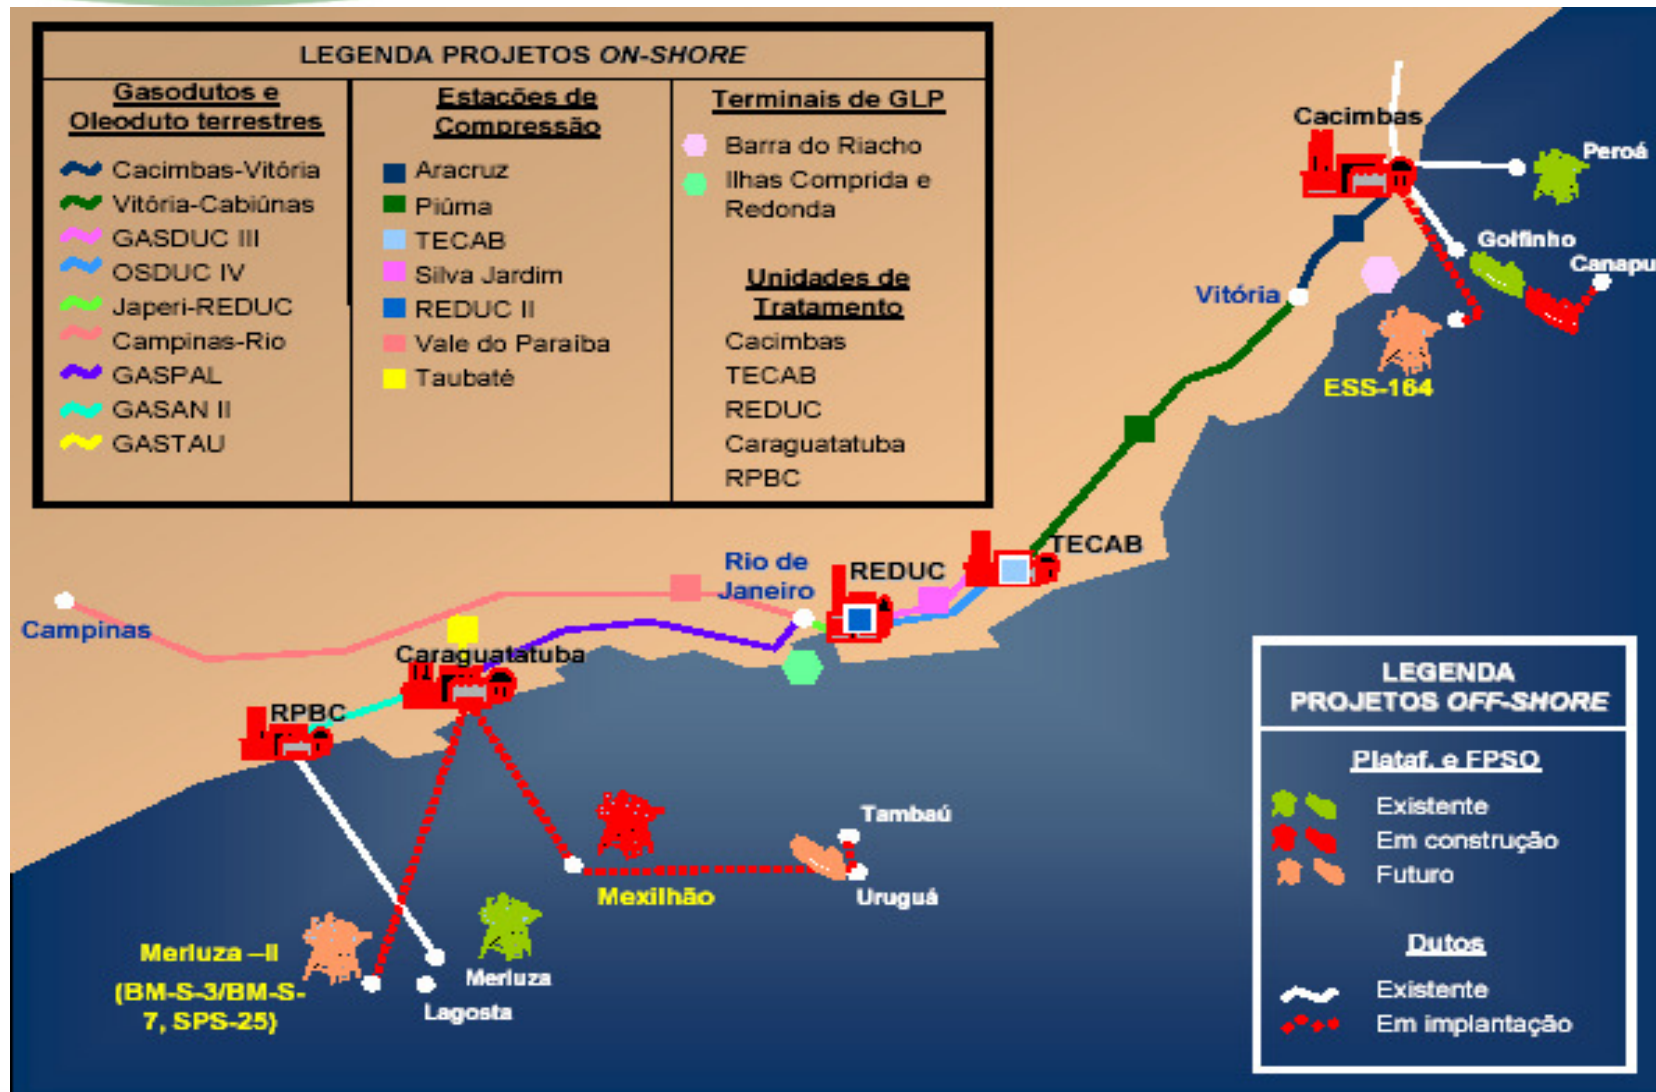 LEGENDA PROJETOS ON-SHORE
Gasodutos e
Oleoduto terrestres
Cacimbas-Vitória
Vitória-Cabiúnas
GASDUC III
OSDUC IV
Japeri-REDUC
Campinas-Rio
GASPAL
GASAN II
GASTAU
Estações de
Compressão
Aracruz
Piúma
TECAB
Silva Jardim
REDUC II
Vale do Paraíba
Taubaté
Terminais de GLP
Barra do Riacho
Ilhas Comprida e
Redonda
Unidades de
Tratamento
Cacimbas
TECAB
REDUC
Caraguatatuba
RPBC
Cacimbas
Peroá
Golfinho
Canapu
Vitória
ESS-164
TECAB
Rio de
Janeiro
REDUC
Campinas
Caraguatatuba
RPBC
Tambaú
Mexilhão
Uruguá
Merluza –II
(BM-S-3/BM-S-
7, SPS-25)
Merluza
Lagosta
LEGENDA
PROJETOS OFF-SHORE
Plataf. e FPSO
Existente
Em construção
Futuro
Dutos
Existente
Em implantação